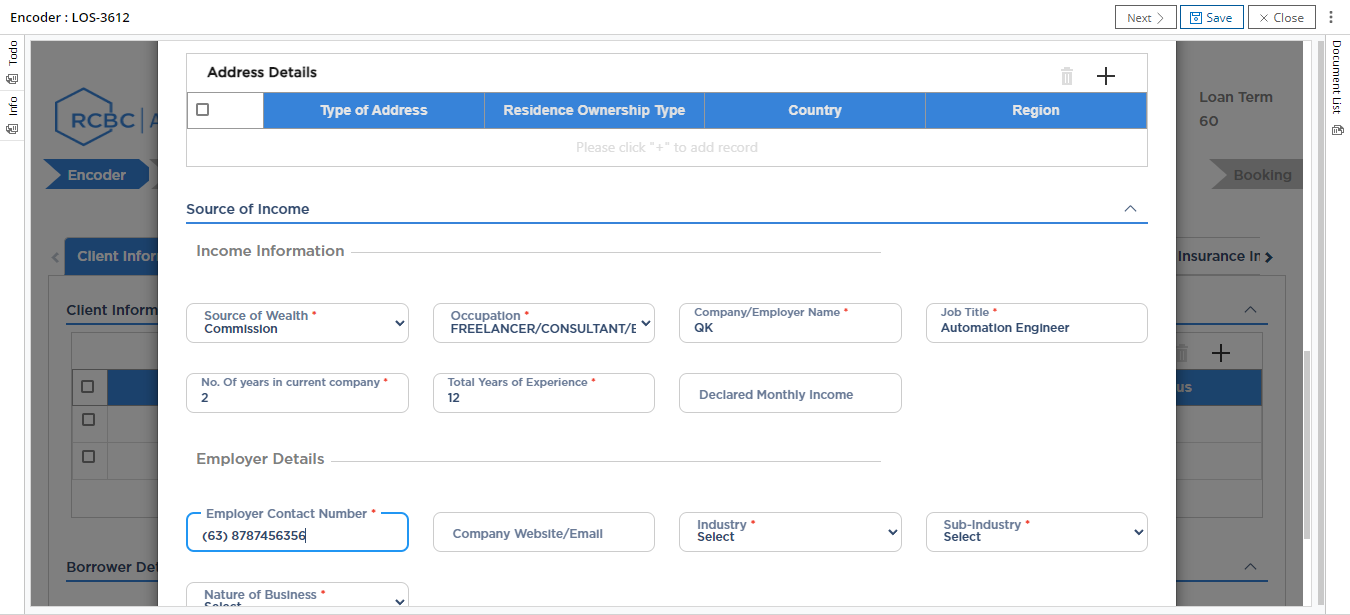 Encoder : LOS-3612
Next
Save
Close
Todo
Info
Document List
RCBC
Loan Term
60
Encoder
Booking
Address Details
Type of Address
Residence Ownership Type
Country
Region
Please click "+" to add record
Source of Income
Income Information
Source of Wealth *
Commission
Occupation *
FREELANCER/CONSULTANT/E
Company/Employer Name *
QK
Job Title *
Automation Engineer
No. Of years in current company *
2
Total Years of Experience *
12
Declared Monthly Income
Employer Details
Employer Contact Number *
(63) 8787456356
Company Website/Email
Industry *
Select
Sub-Industry *
Select
Nature of Business *
Select
Client Infor
Insurance In
Client Inform
us
Borrower Det